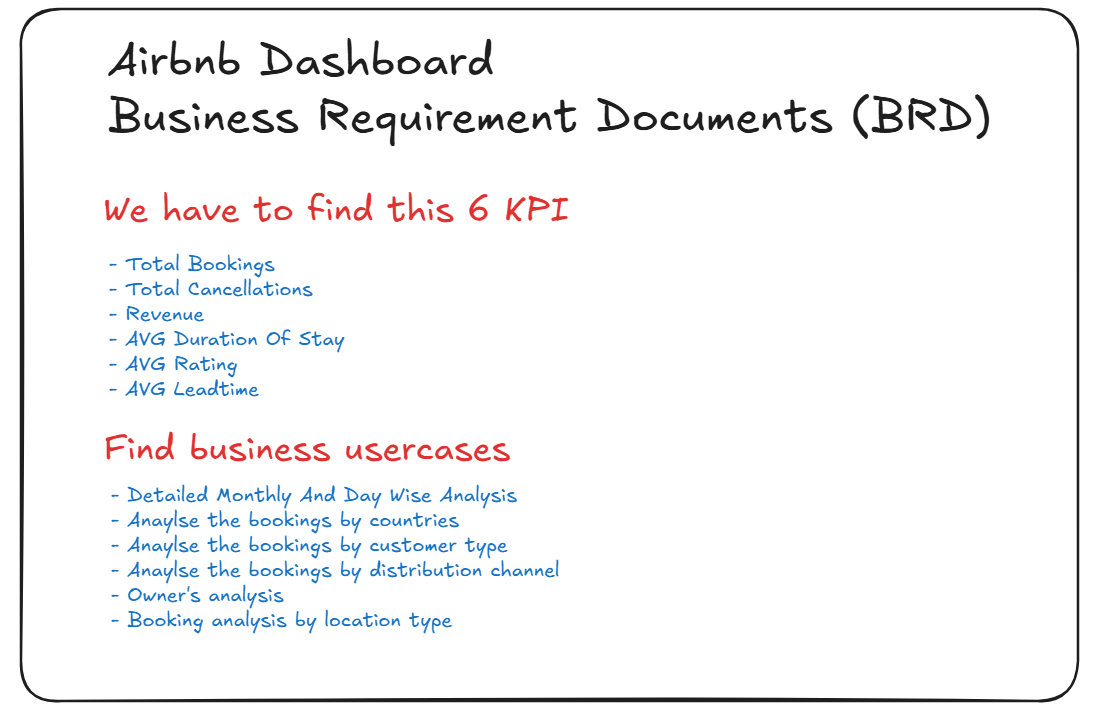 Airbnb Dashboard
Business Requirement Documents (BRD)
We have to find this 6 KPI
- Total Bookings
- Total Cancellations
- Revenue
- AVG Duration Of Stay
- AVG Rating
- AVG Leadtime
Find business usercases
- Detailed Monthly And Day Wise Analysis
- Anaylse the bookings by countries
- Anaylse the bookings by customer type
- Anaylse the bookings by distribution channel
- Owner's analysis
- Booking analysis by location type